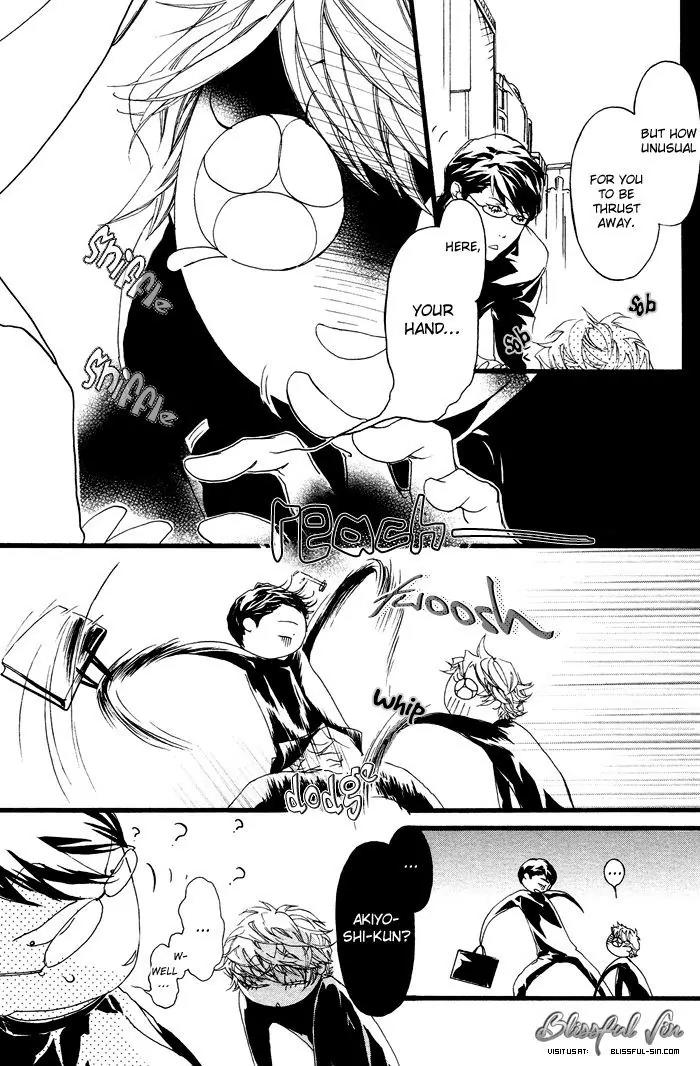 BUT HOW
UNUSUAL
FOR YOU
TO BE
THRUST
AWAY.
HERE,
YOUR
HAND...
sob
sob
sniffle
sniffle
reach
woosh
whip
dodge
...
...
AKIYO-
SHI-KUN?
?
?
?
?
W-
WELL...
Blissful Sin
VISIT US AT: BLISSFUL-SIN.COM